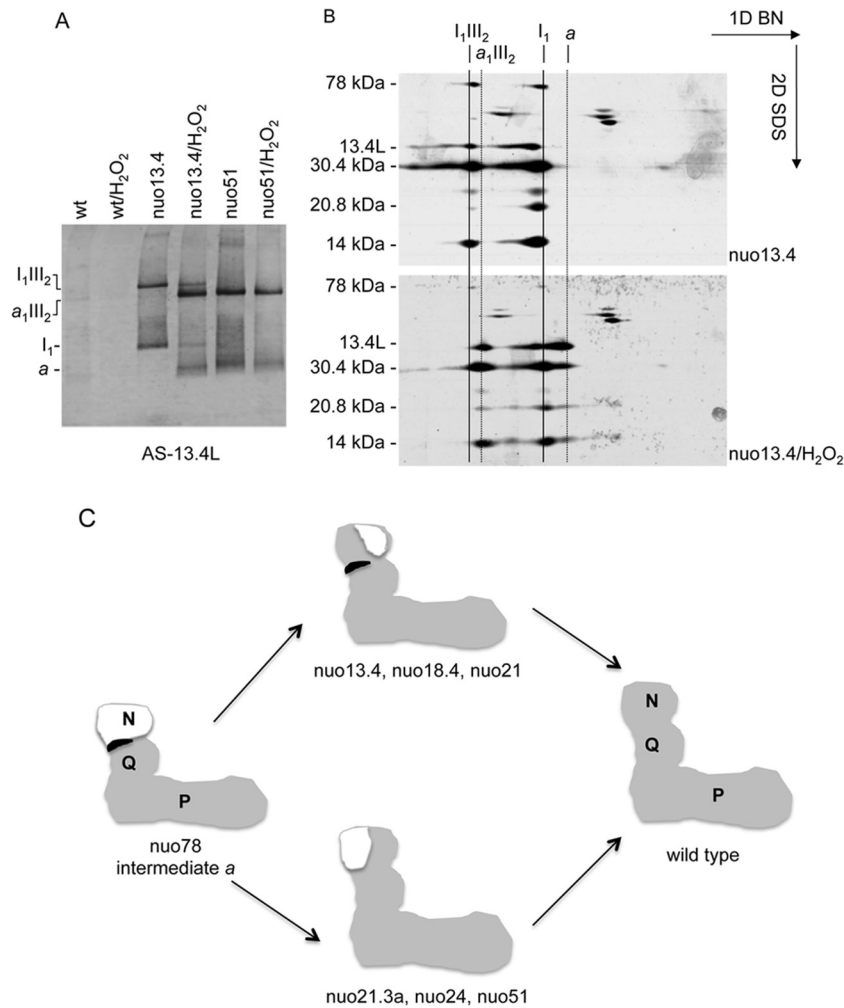 A
wt
wt/H₂O₂
nuo13.4
nuo13.4/H₂O₂
nuo51
nuo51/H₂O₂
I₁III₂
a₁III₂
I₁-
a -
AS-13.4L
B
1D BN
2D SDS
I₁III₂
a₁III₂
I₁
a
78 kDa -
13.4L -
30.4 kDa -
20.8 kDa -
14 kDa -
nuo13.4
78 kDa -
13.4L -
30.4 kDa -
20.8 kDa -
14 kDa -
nuo13.4/H₂O₂
C
nuo13.4, nuo18.4, nuo21
N
Q
P
nuo78
intermediate a
N
Q
P
wild type
nuo21.3a, nuo24, nuo51